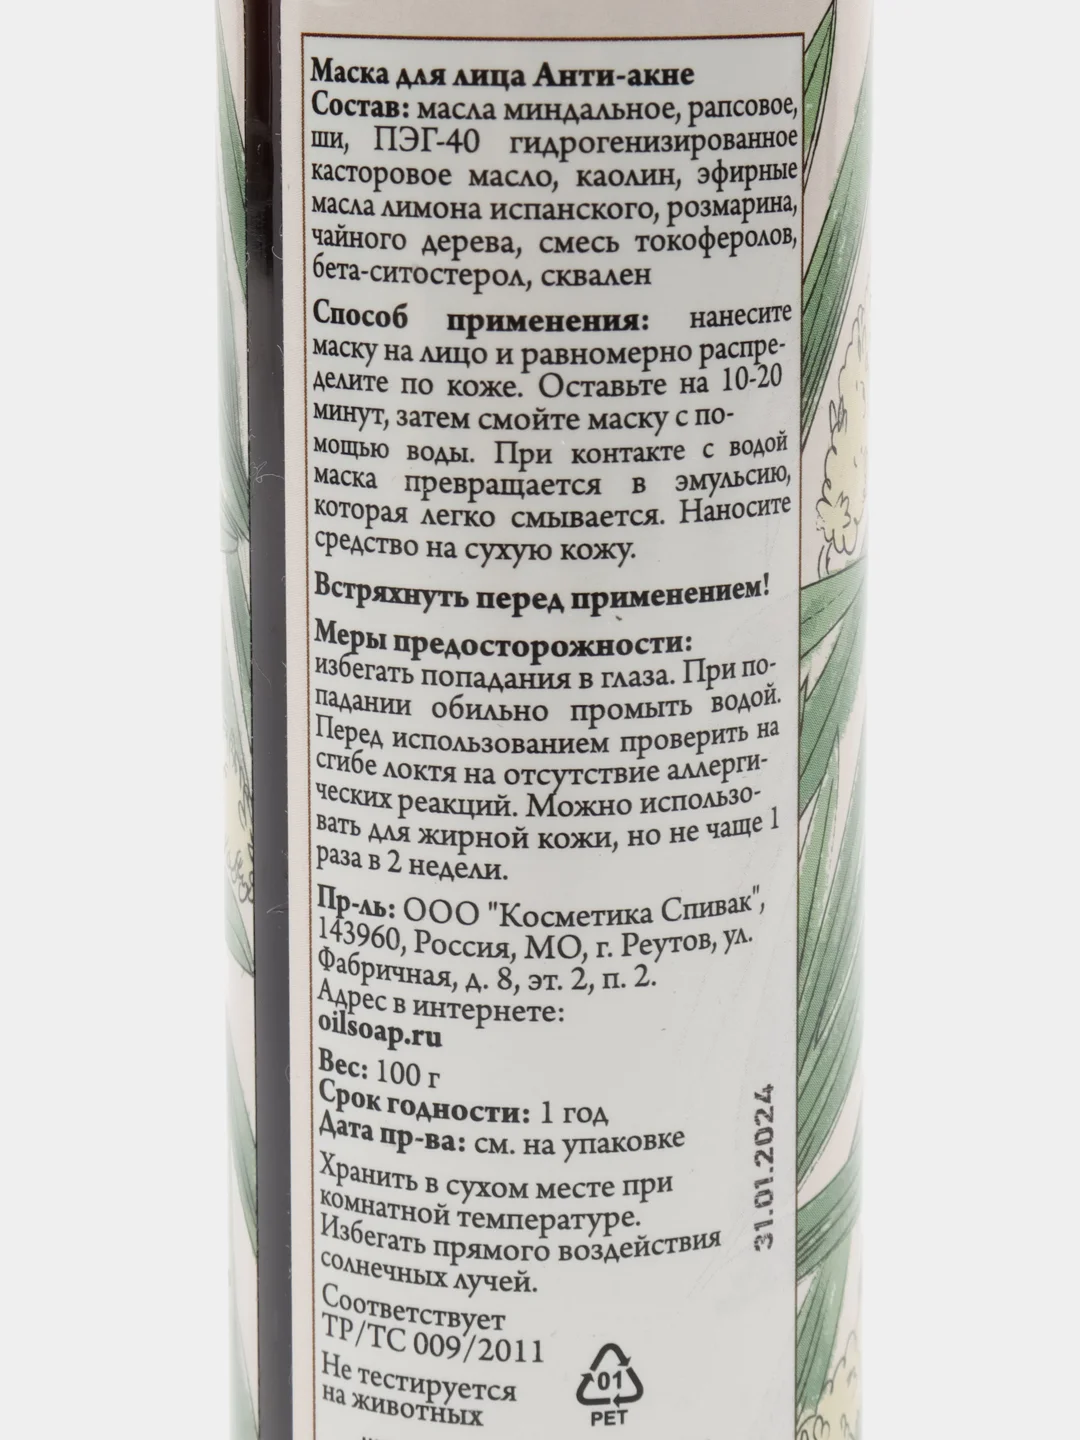 Маска для лица Анти-акне
Состав: масла миндальное, рапсовое,
ши, ПЭГ-40 гидрогенизированное
касторовое масло, каолин, эфирные
масла лимона испанского, розмарина,
чайного дерева, смесь токоферолов,
бета-ситостерол, сквален
Способ применения: нанесите
маску на лицо и равномерно распре-
делите по коже. Оставьте на 10-20
минут, затем смойте маску с по-
мощью воды. При контакте с водой
маска превращается в эмульсию,
которая легко смывается. Наносите
средство на сухую кожу.
Встряхнуть перед применением!
Меры предосторожности:
избегать попадания в глаза. При по-
падании обильно промыть водой.
Перед использованием проверить на
сгибе локтя на отсутствие аллерги-
ческих реакций. Можно использо-
вать для жирной кожи, но не чаще 1
раза в 2 недели.
Пр-ль: ООО "Косметика Спивак",
143960, Россия, МО, г. Реутов, ул.
Фабричная, д. 8, эт. 2, п. 2.
Адрес в интернете:
oilsoap.ru
Вес: 100 г
Срок годности: 1 год
Дата пр-ва: см. на упаковке
31.01.2024
Хранить в сухом месте при
комнатной температуре.
Избегать прямого воздействия
солнечных лучей.
Соответствует
ТР/ТС 009/2011
Не тестируется
на животных
01
PET